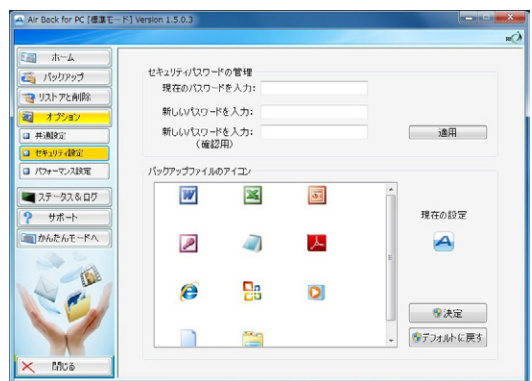 Air Back for PC [標準モード] Version 1.5.0.3
ホーム
バックアップ
リストアと削除
オプション
共通設定
セキュリティ設定
パフォーマンス設定
ステータス&ログ
サポート
かんたんモードへ
閉じる
セキュリティパスワードの管理
現在のパスワードを入力:
新しいパスワードを入力:
新しいパスワードを入力:
(確認用)
適用
バックアップファイルのアイコン
現在の設定
決定
デフォルトに戻す